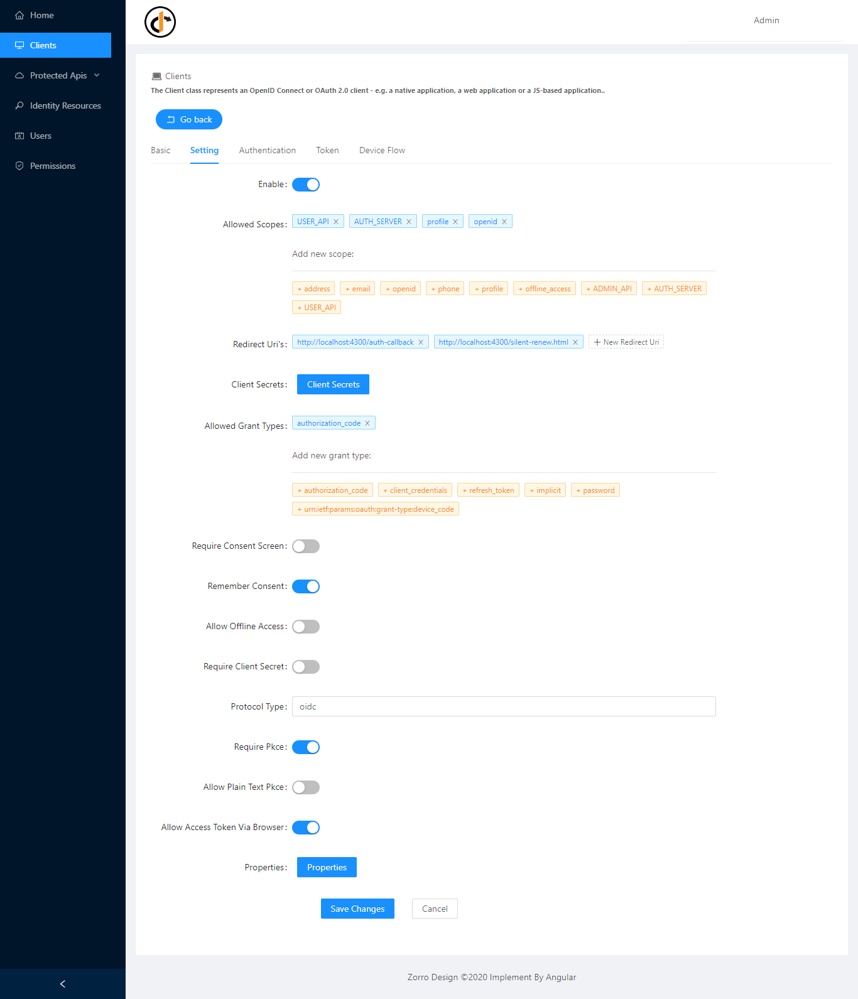 Home
Clients
Protected Apis
Identity Resources
Users
Permissions
Admin
Clients
The Client class represents an OpenID Connect or OAuth 2.0 client - e.g. a native application, a web application or a JS-based application..
Go back
Basic Setting Authentication Token Device Flow
Enable:
Allowed Scopes: USER_API AUTH_SERVER profile openid
Add new scope:
+ address + email + openid + phone + profile + offline_access + ADMIN_API + AUTH_SERVER
+ USER_API
Redirect Uri's: http://localhost:4300/auth-callback http://localhost:4300/silent-renew.html + New Redirect Uri
Client Secrets: Client Secrets
Allowed Grant Types: authorization_code
Add new grant type:
+ authorization_code + client_credentials + refresh_token + implicit + password
+ urn:ietf:params:oauth:grant-type:device_code
Require Consent Screen:
Remember Consent:
Allow Offline Access:
Require Client Secret:
Protocol Type: oidc
Require Pkce:
Allow Plain Text Pkce:
Allow Access Token Via Browser:
Properties: Properties
Save Changes Cancel
Zorro Design ©2020 Implement By Angular